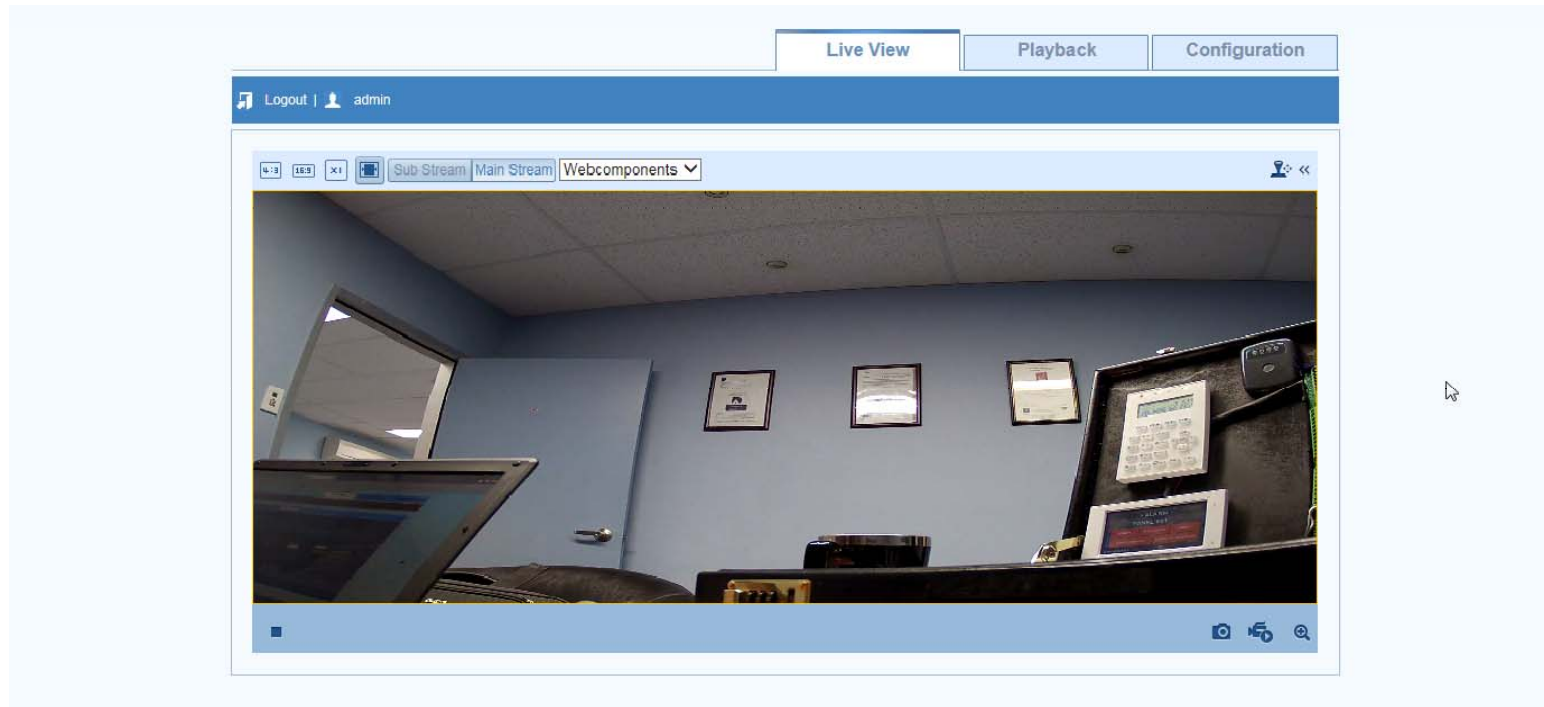 Live View Playback Configuration
Logout | admin
4:3 16:9 X1 Sub Stream Main Stream Webcomponents